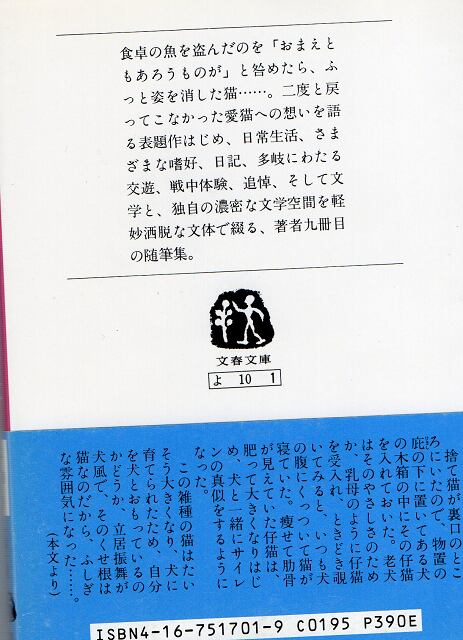 食卓の魚を盗んだのを「おまえと
もあろうものが」と咎めたら、ふ
っと姿を消した猫……。二度と戻
ってこなかった愛猫への想いを語
る表題作はじめ、日常生活、さま
ざまな嗜好、日記、多岐にわたる
交遊、戦中体験、追悼、そして文
学と、独自の濃密な文学空間を軽
妙洒脱な文体で綴る、著者九冊目
の随筆集。
文春文庫
よ 10 1
捨て猫が裏口のとこ
ろにいたので、物置の
庇の下に置いてある犬
の木箱の中にその仔猫
を入れておいた。老犬
はそのやさしさのため
か、乳母のように仔猫
を受入れ、ときどき覗
いてみると、いつも犬
の腹にくっついて猫が
寝ていた。痩せて肋骨
が見えていた仔猫は、
肥って大きくなりはじ
め、犬と一緒にサイレ
ンの真似をするように
なった。
この雑種の猫はたい
そう大きくなり、犬に
育てられたため、自分
を犬とおもっているの
かどうか、立居振舞が
犬風で、そのくせ根は
猫なのだから、ふしぎ
な雰囲気になった……。
(本文より)
ISBN4-16-751701-9 C0195 P390E